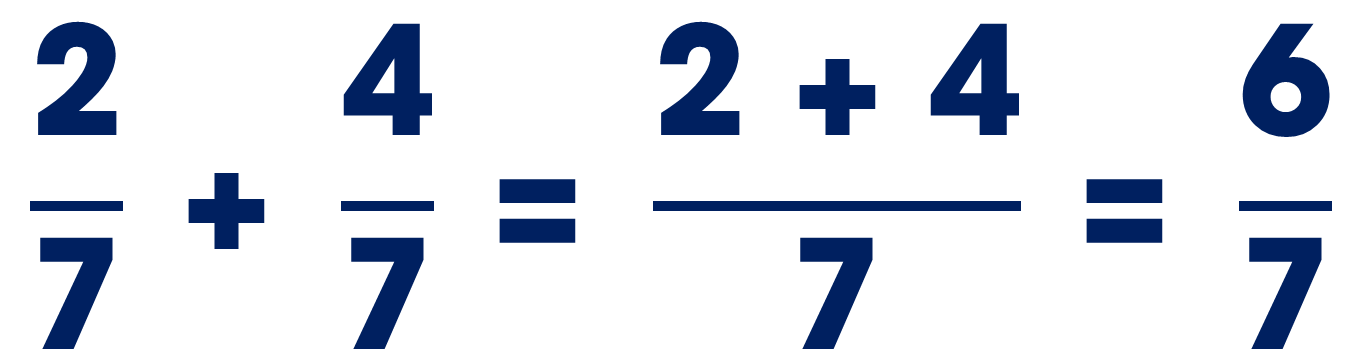 2/7 + 4/7 = (2 + 4)/7 = 6/7